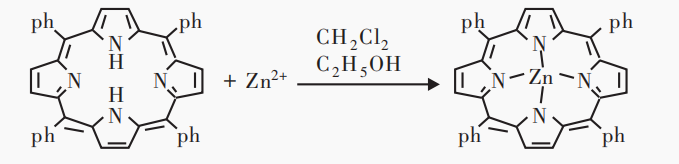 ph ph ph ph
CH₂Cl₂
N N
H Zn
C₂H₅OH
N N + Zn²⁺ N N
H
N N
ph ph ph ph